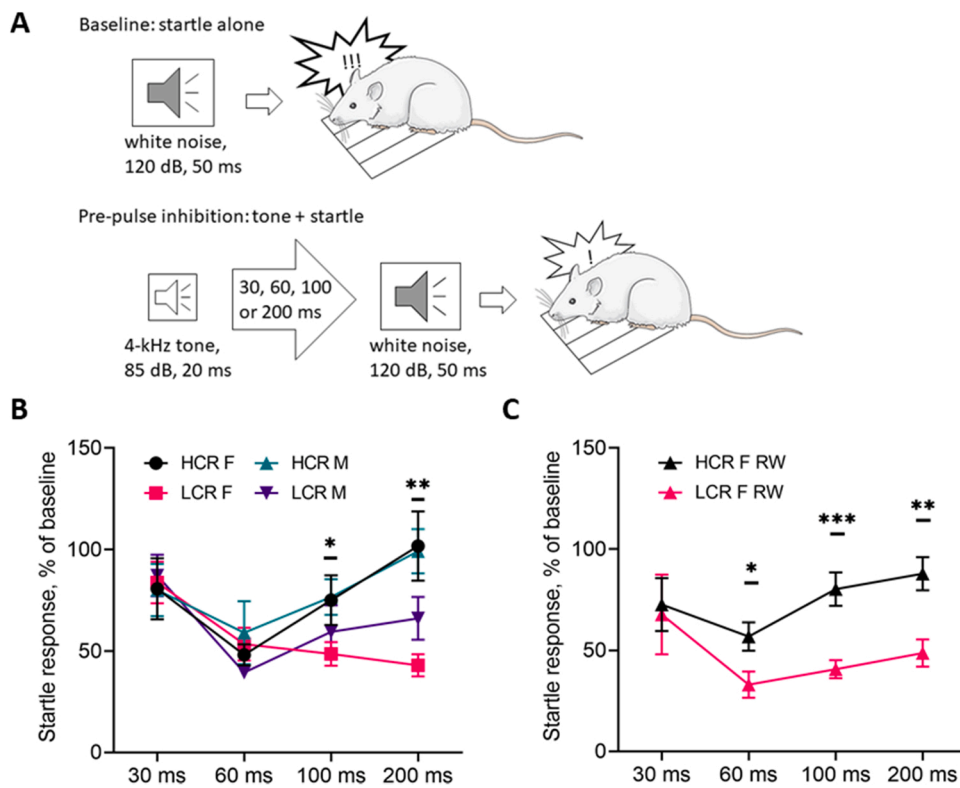 A
Baseline: startle alone
!!!
white noise,
120 dB, 50 ms
Pre-pulse inhibition: tone + startle
!
30, 60, 100
or 200 ms
4-kHz tone,
85 dB, 20 ms
white noise,
120 dB, 50 ms
B
Startle response, % of baseline
150
100
50
0
HCR F
HCR M
LCR F
LCR M
*
**
30 ms
60 ms
100 ms
200 ms
C
Startle response, % of baseline
150
100
50
0
HCR F RW
LCR F RW
*
***
**
30 ms
60 ms
100 ms
200 ms